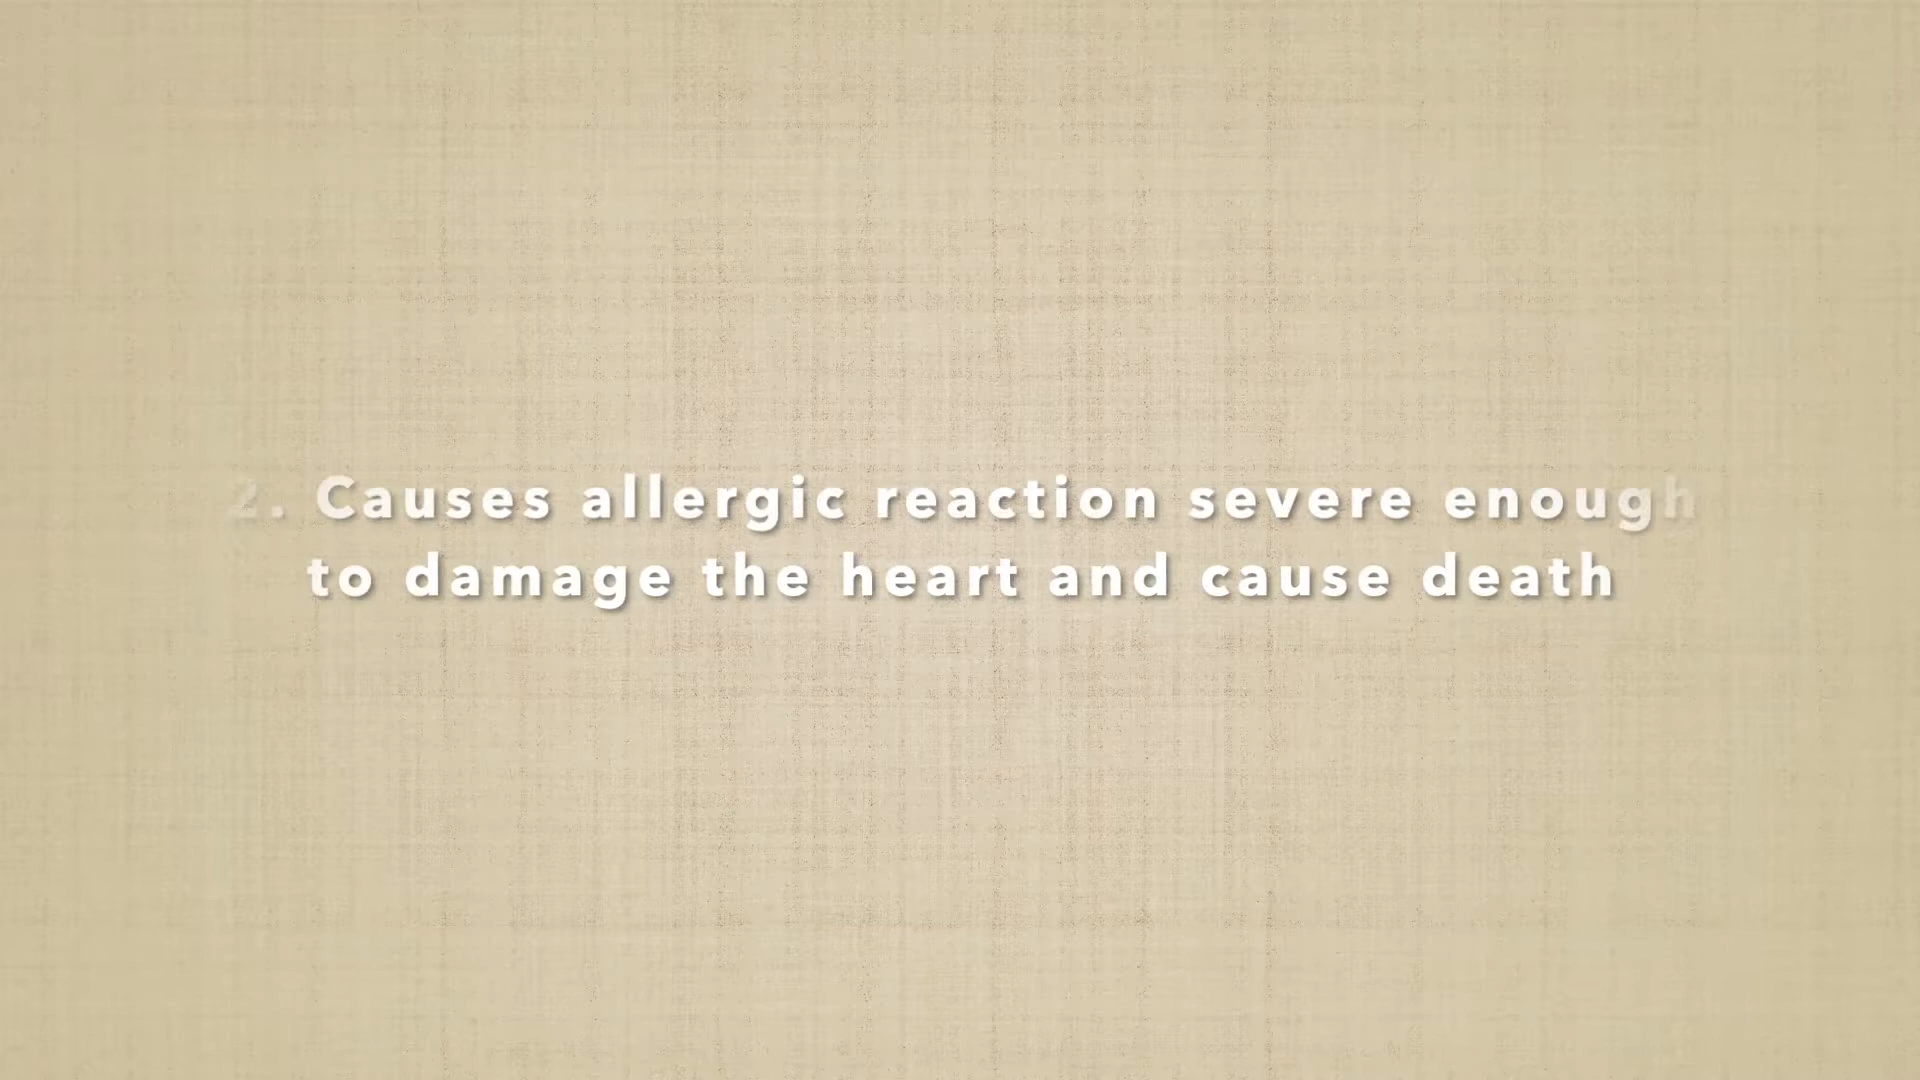 2. Causes allergic reaction severe enough
to damage the heart and cause death